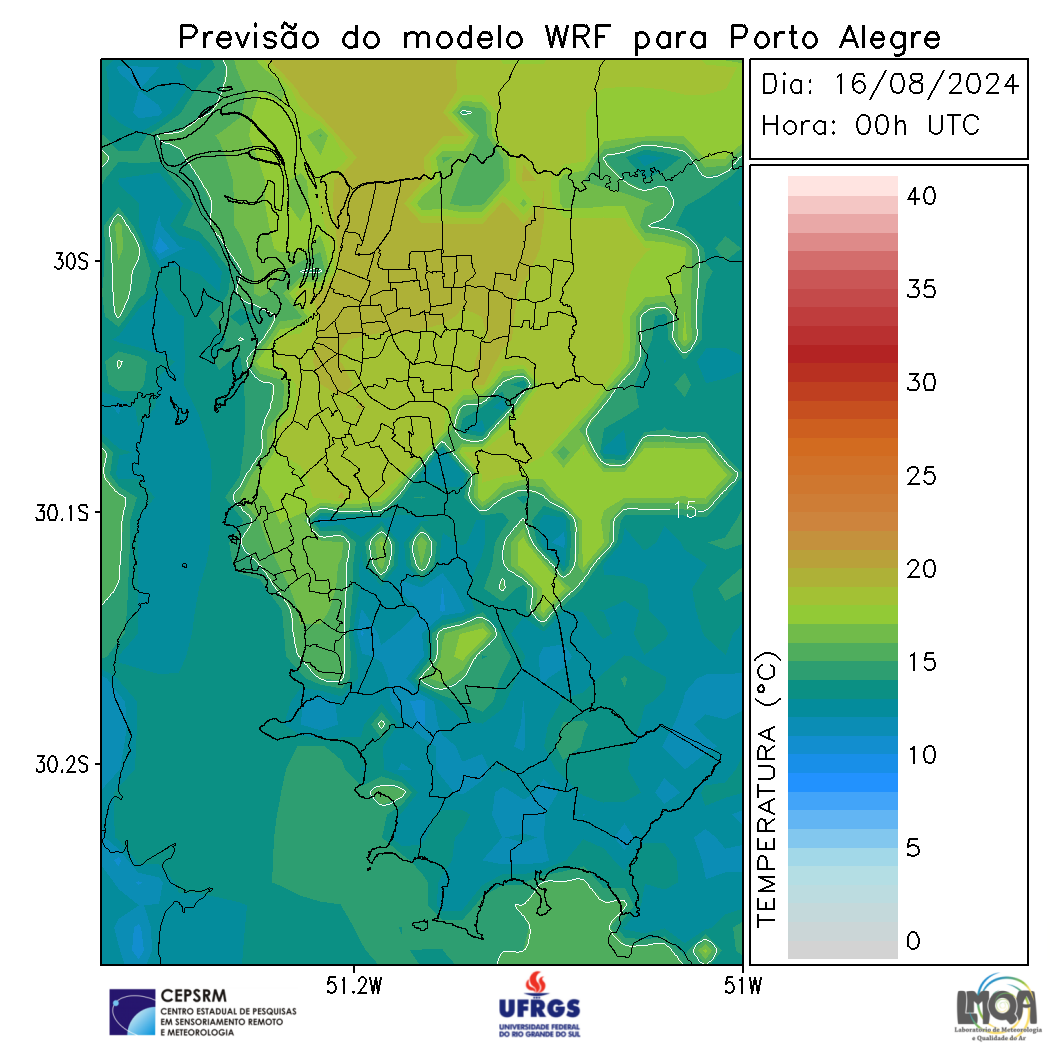 Previsão do modelo WRF para Porto Alegre
Dia: 16/08/2024
Hora: 00h UTC
30S
30.1S
30.2S
51.2W
51W
15
TEMPERATURA (°C)
40
35
30
25
20
15
10
5
0
CEPSRM
CENTRO ESTADUAL DE PESQUISAS
EM SENSORIAMENTO REMOTO
E METEOROLOGIA
UFRGS
UNIVERSIDADE FEDERAL
DO RIO GRANDE DO SUL
LMQA
Laboratório de Meteorologia
e Qualidade do Ar